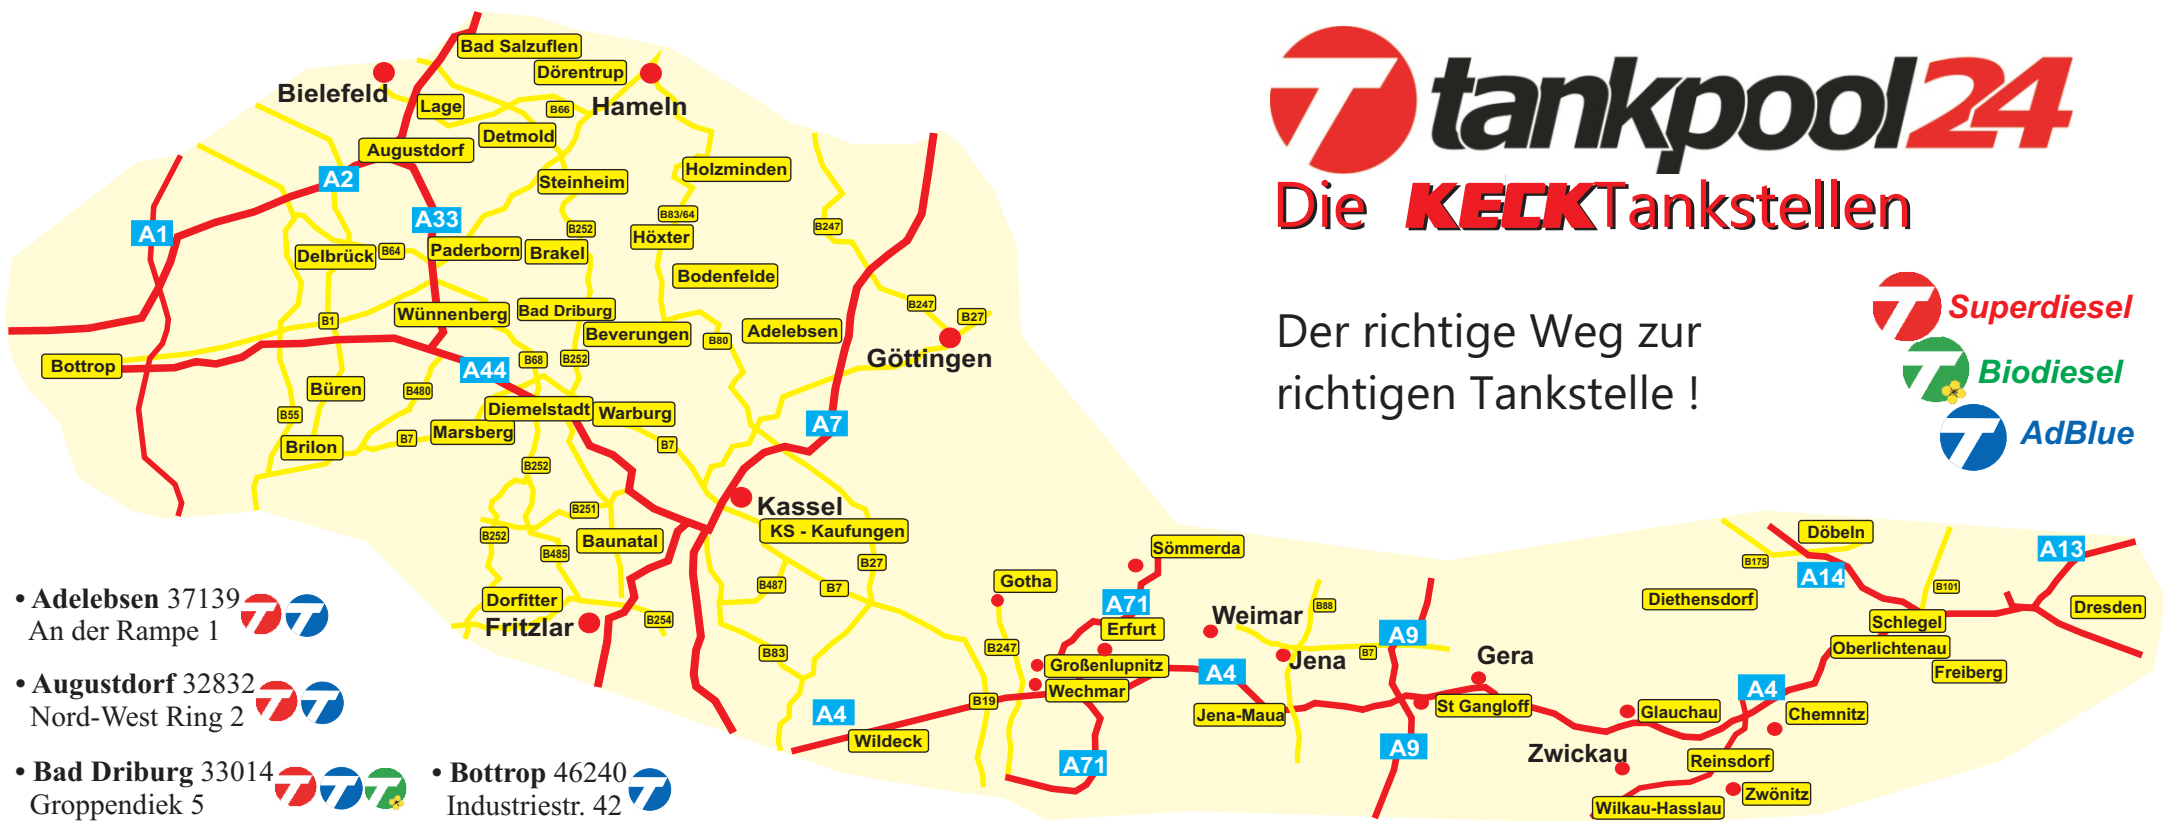 tankpool24
Die KECK Tankstellen
Der richtige Weg zur
richtigen Tankstelle !
Superdiesel
Biodiesel
AdBlue
Bad Salzuflen
Dörentrup
Bielefeld
Hameln
Lage
B66
Detmold
Augustdorf
A2
Steinheim
Holzminden
A1
A33
B83/64
B252
B247
Höxter
Delbrück
B64
Paderborn
Brakel
Bodenfelde
Wünnenberg
Bad Driburg
B1
Beverungen
B80
Adelebsen
B247
B27
Göttingen
Bottrop
A44
B68
B252
Büren
B480
B55
Diemelstadt
Warburg
A7
Brilon
B7
Marsberg
B7
B252
Kassel
B251
KS - Kaufungen
B252
B485
Baunatal
B27
B487
B7
Dorfitter
Fritzlar
B254
B83
A4
Wildeck
B19
Gotha
Sömmerda
A71
Erfurt
B247
Großenlupnitz
Wechmar
A71
Weimar
B88
A4
Jena
B7
A9
Jena-Maua
Gera
St Gangloff
A9
Döbeln
B175
A14
A13
B101
Diethensdorf
Dresden
Schlegel
Oberlichtenau
Freiberg
A4
Glauchau
Chemnitz
Zwickau
Reinsdorf
Zwönitz
Wilkau-Hasslau
• Adelebsen 37139
An der Rampe 1
• Augustdorf 32832
Nord-West Ring 2
• Bad Driburg 33014
Groppendiek 5
• Bottrop 46240
Industriestr. 42